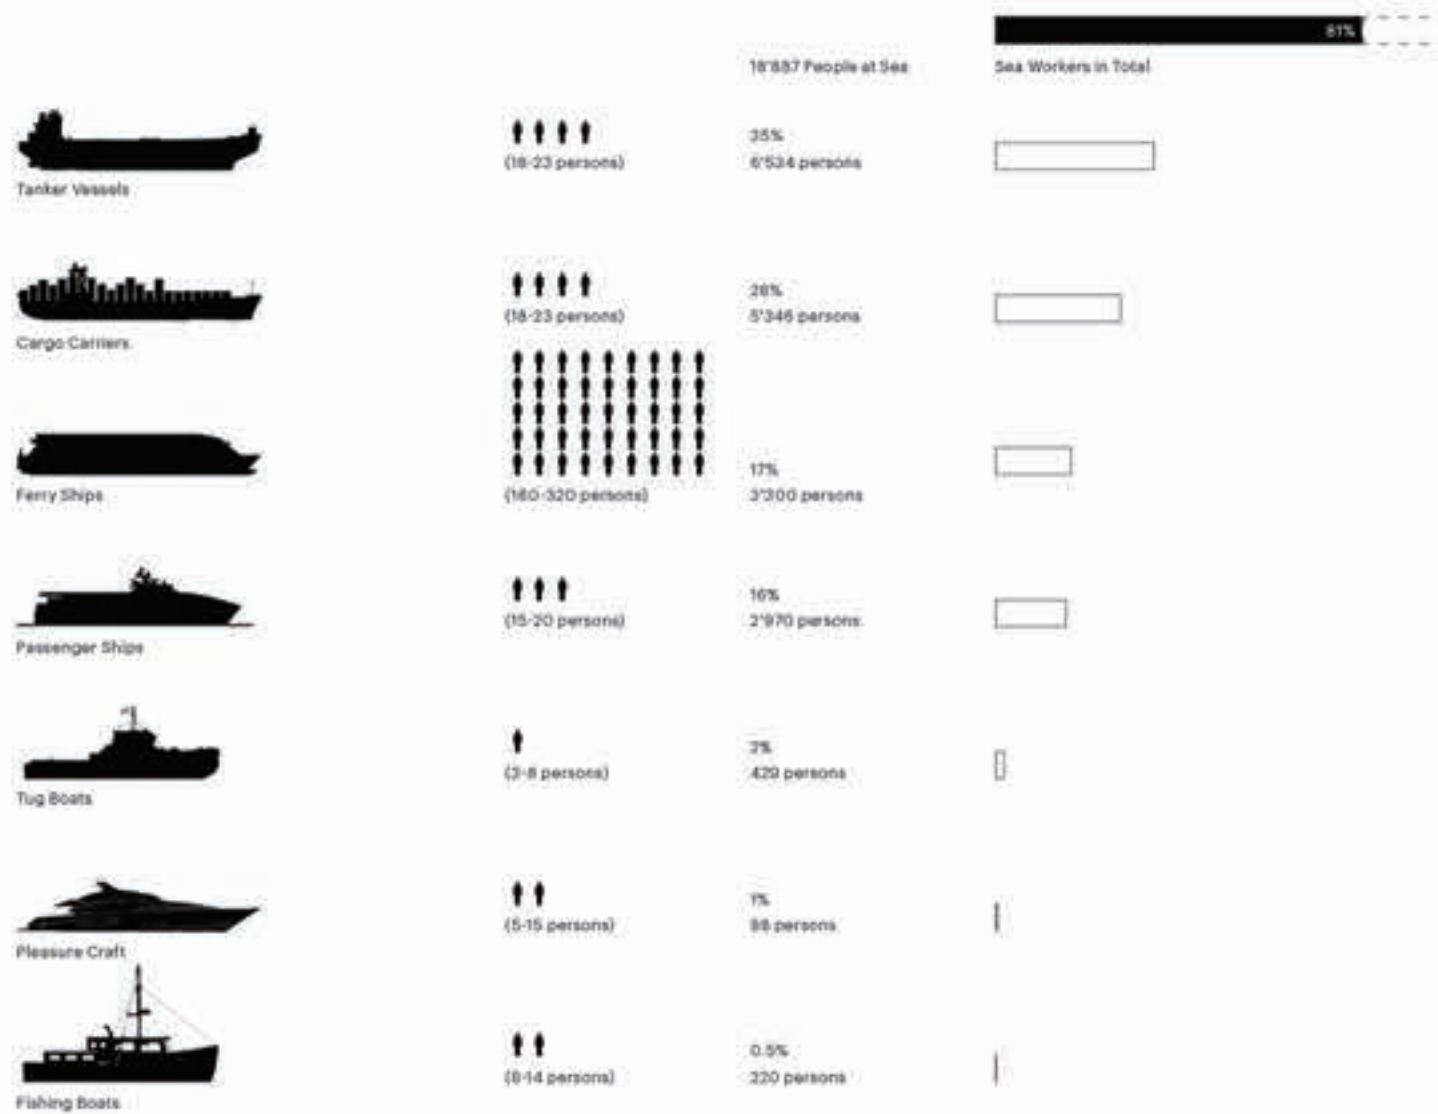 81%
18'887 People at Sea
Sea Workers in Total
35%
(18-23 persons)
6'534 persons
Tanker Vessels
28%
(18-23 persons)
5'346 persons
Cargo Carriers
17%
Ferry Ships
(160-320 persons)
3'300 persons
16%
(15-20 persons)
2'970 persons
Passenger Ships
2%
(3-8 persons)
429 persons
Tug Boats
1%
(5-15 persons)
88 persons
Pleasure Craft
0.5%
(8-14 persons)
220 persons
Fishing Boats